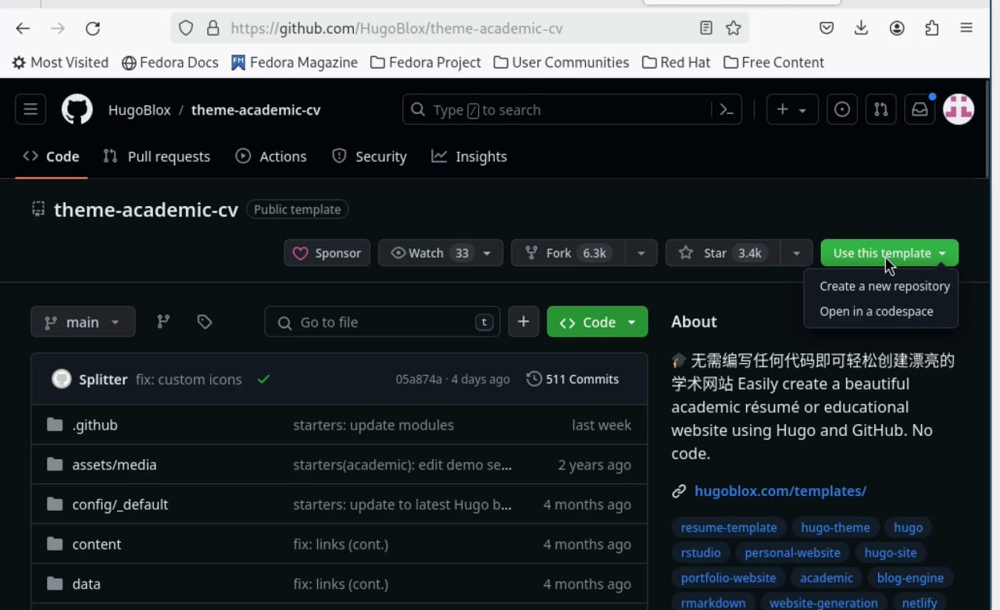 https://github.com/HugoBlox/theme-academic-cv
Most Visited Fedora Docs Fedora Magazine Fedora Project User Communities Red Hat Free Content
HugoBlox / theme-academic-cv Type / to search
Code Pull requests Actions Security Insights
theme-academic-cv Public template
Sponsor Watch 33 Fork 6.3k Star 3.4k Use this template
Create a new repository
Open in a codespace
main Go to file t Code
About
Splitter fix: custom icons 05a874a · 4 days ago 511 Commits
.github starters: update modules last week
assets/media starters(academic): edit demo se... 2 years ago
config/_default starters: update to latest Hugo b... 4 months ago
content fix: links (cont.) 4 months ago
data fix: links (cont.) 4 months ago
🎓 无需编写任何代码即可轻松创建漂亮的
学术网站 Easily create a beautiful
academic résumé or educational
website using Hugo and GitHub. No
code.
hugoblox.com/templates/
resume-template hugo-theme hugo
rstudio personal-website hugo-site
portfolio-website academic blog-engine
rmarkdown website-generation netlify